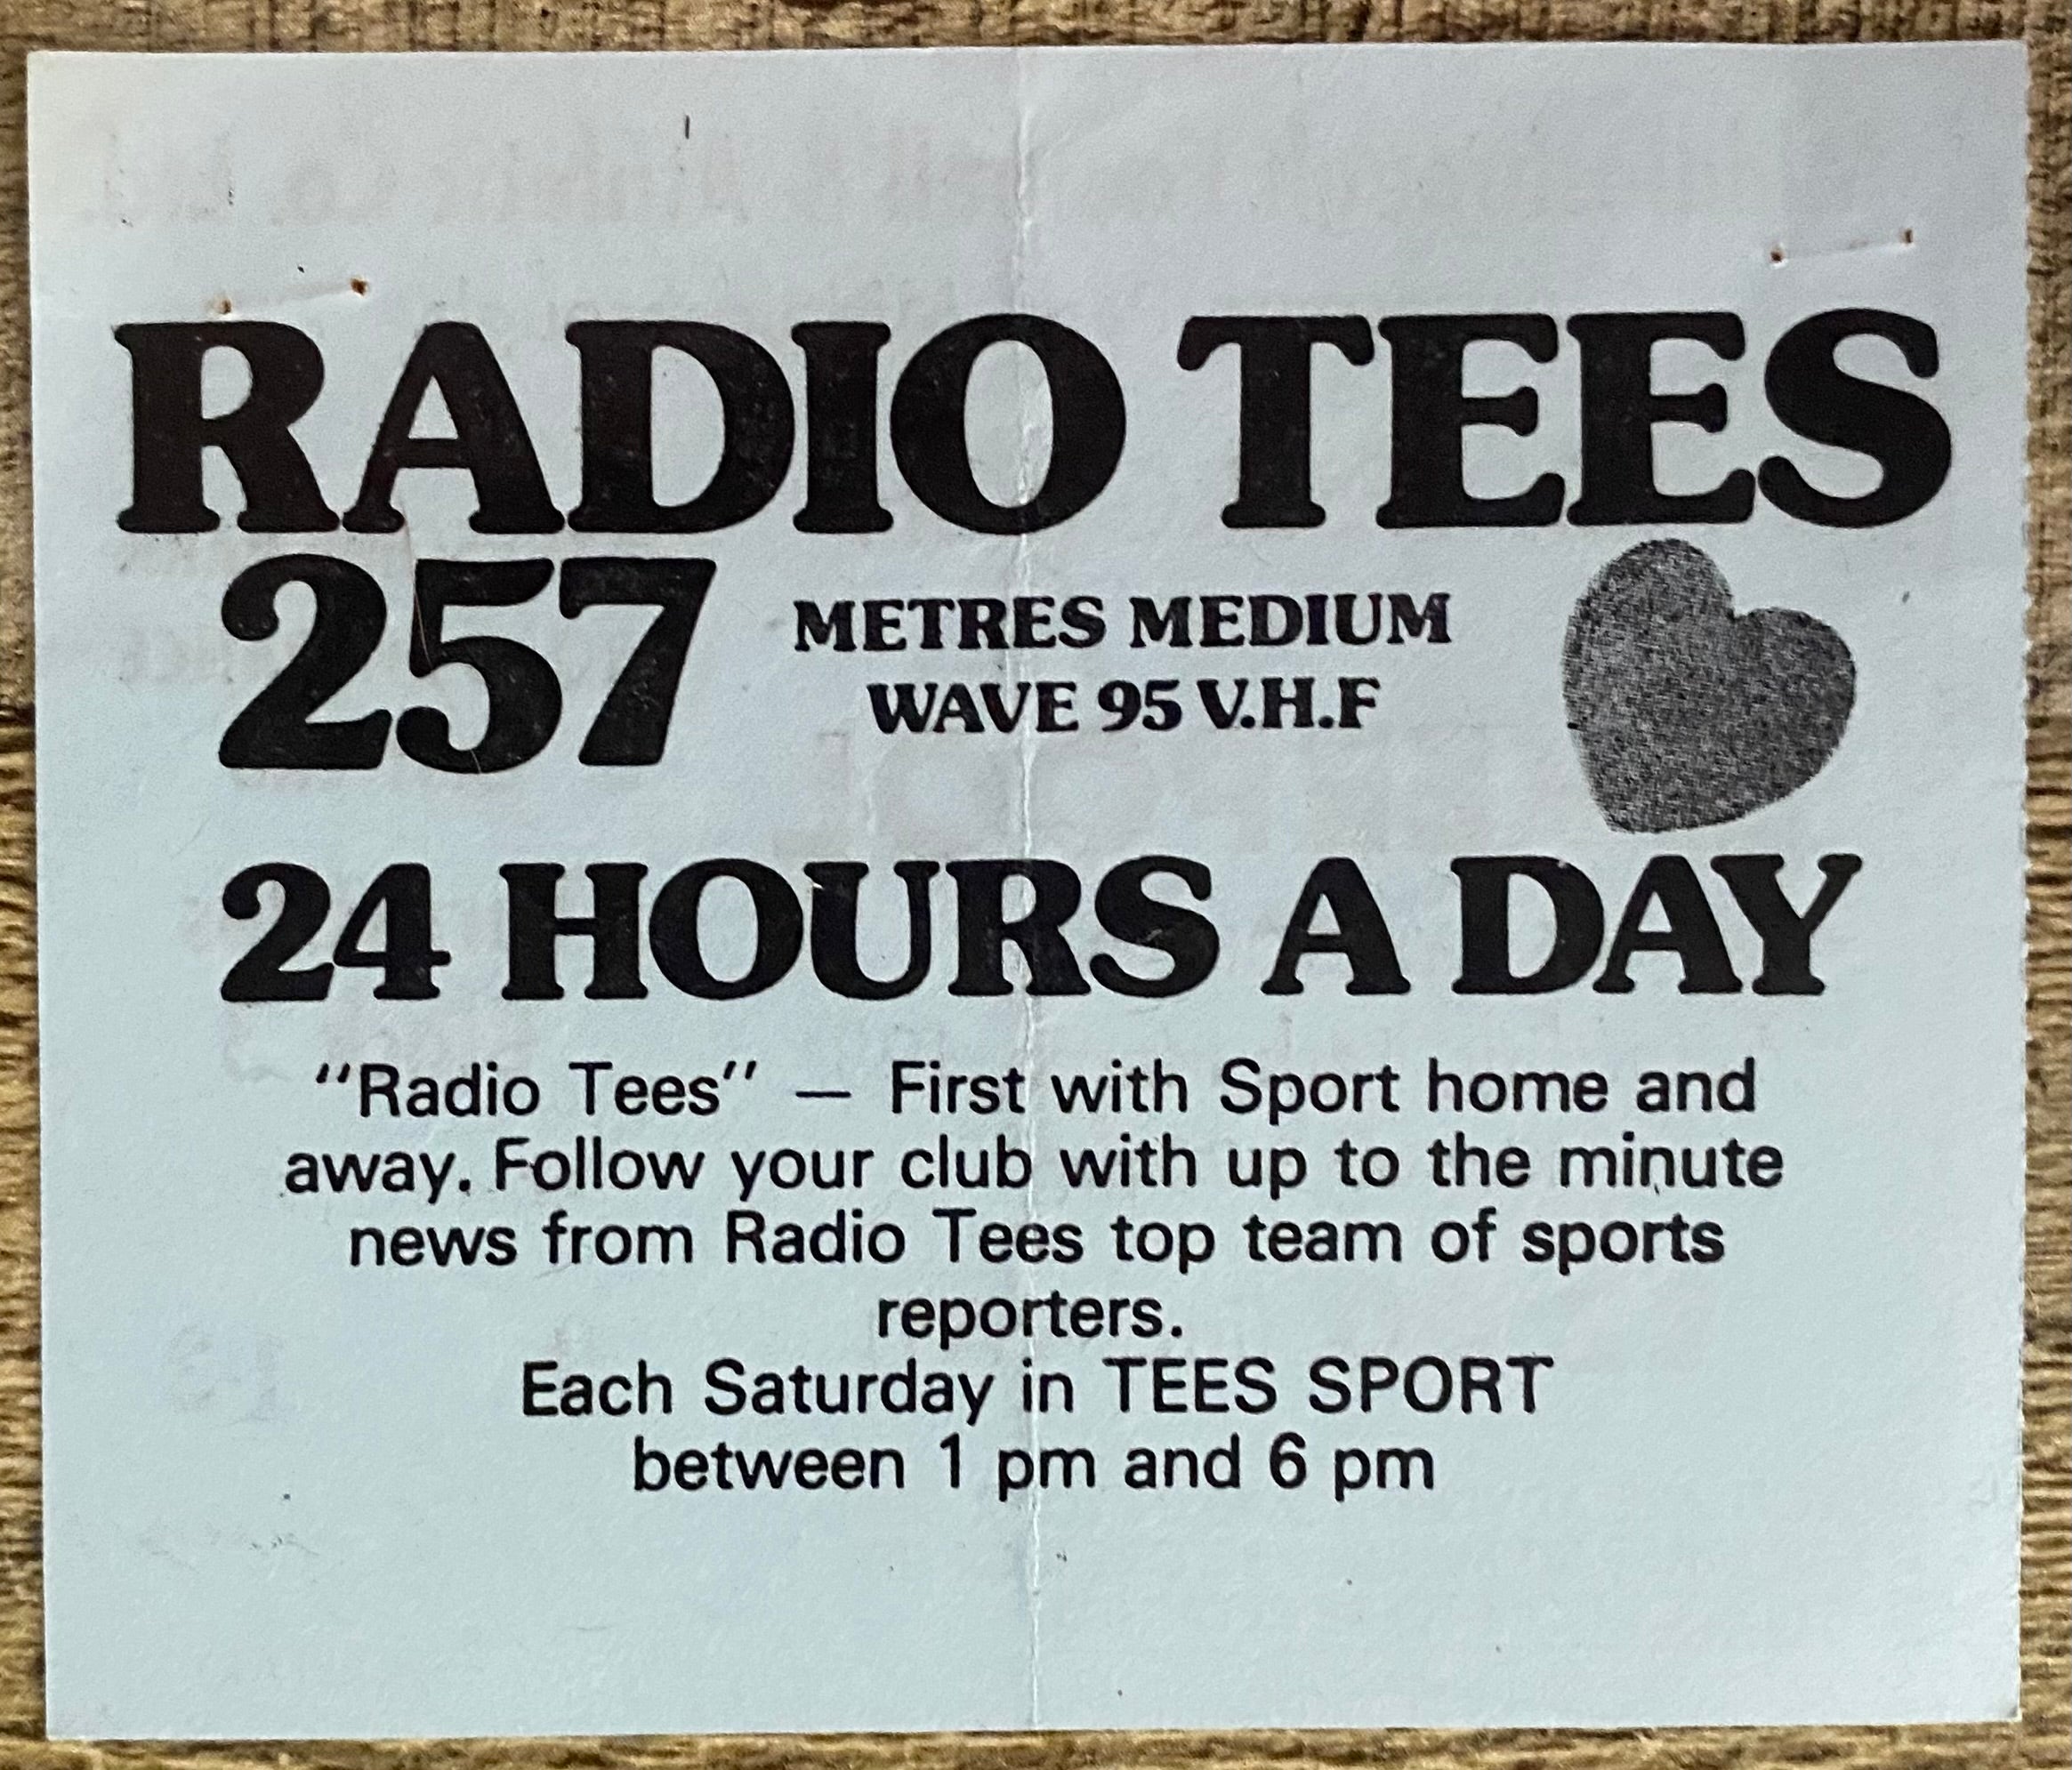 RADIO TEES
257
METRES MEDIUM
WAVE 95 V.H.F
24 HOURS A DAY
"Radio Tees" — First with Sport home and
away. Follow your club with up to the minute
news from Radio Tees top team of sports
reporters.
Each Saturday in TEES SPORT
between 1 pm and 6 pm